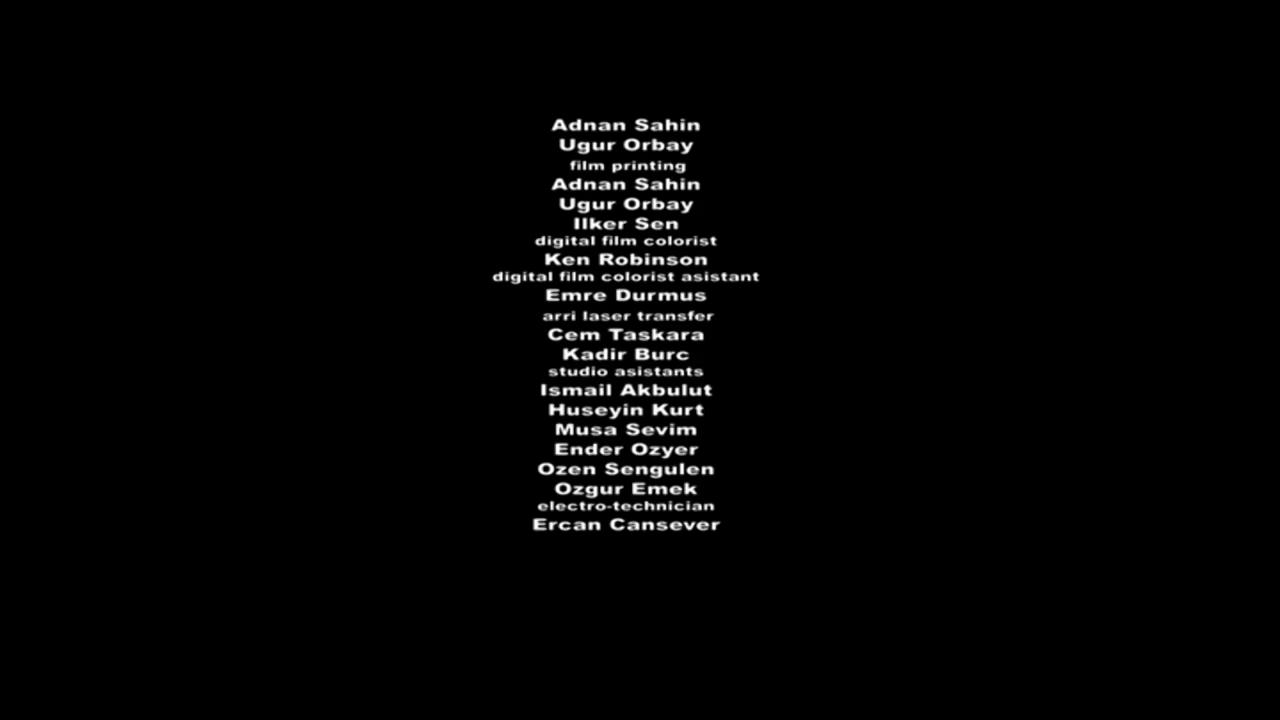 Adnan Sahin
Ugur Orbay
film printing
Adnan Sahin
Ugur Orbay
Ilker Sen
digital film colorist
Ken Robinson
digital film colorist asistant
Emre Durmus
arri laser transfer
Cem Taskara
Kadir Burc
studio asistants
Ismail Akbulut
Huseyin Kurt
Musa Sevim
Ender Ozyer
Ozen Sengulen
Ozgur Emek
electro-technician
Ercan Cansever